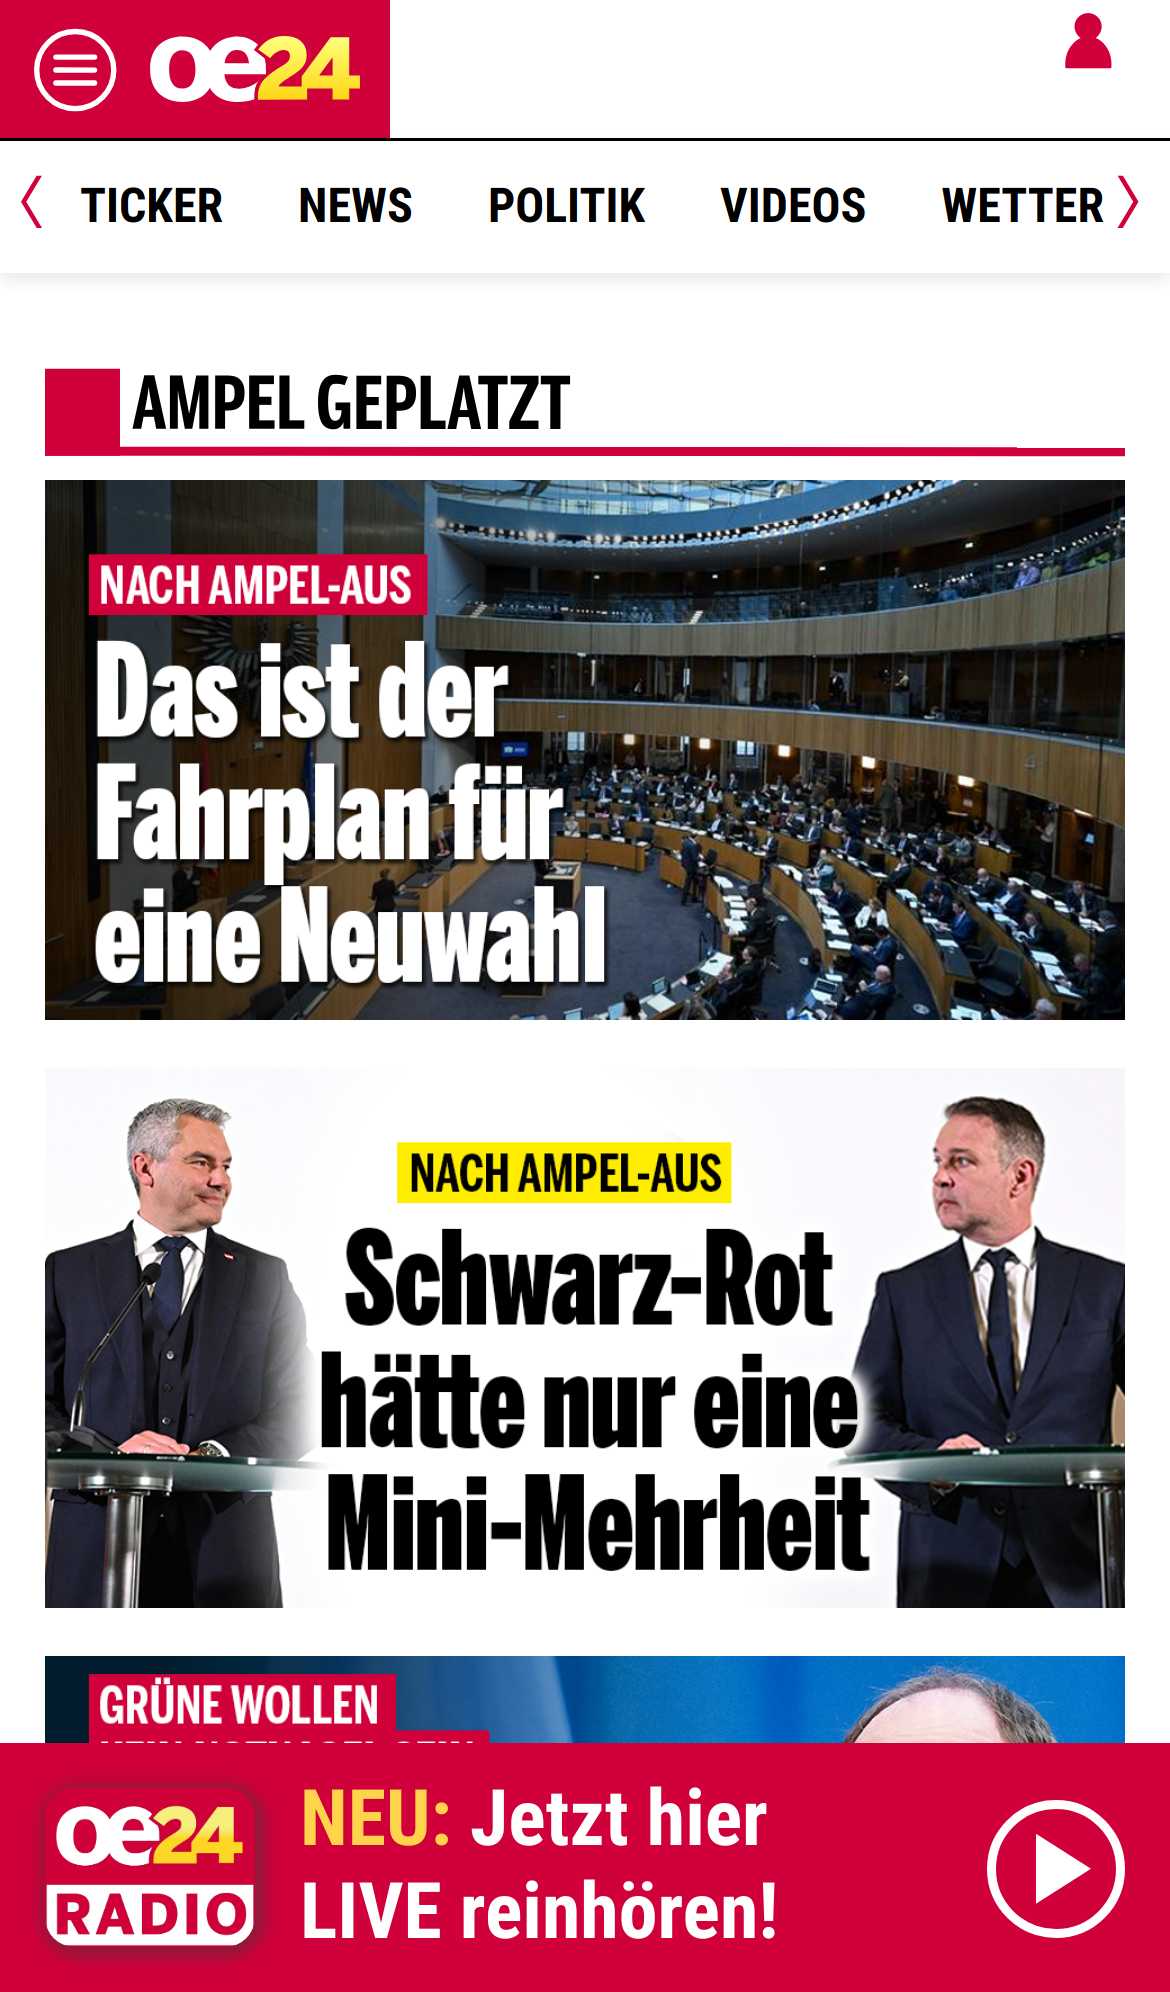 oe24
TICKER NEWS POLITIK VIDEOS WETTER
AMPEL GEPLATZT
NACH AMPEL-AUS
Das ist der
Fahrplan für
eine Neuwahl
NACH AMPEL-AUS
Schwarz-Rot
hätte nur eine
Mini-Mehrheit
GRÜNE WOLLEN
oe24
RADIO
NEU: Jetzt hier
LIVE reinhören!